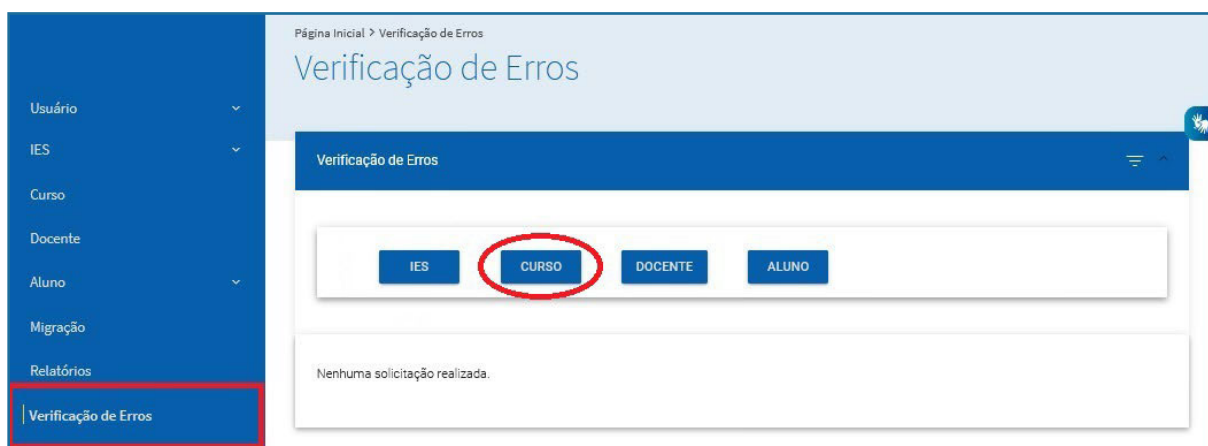 Página Inicial > Verificação de Erros
Verificação de Erros
Usuário
IES
Curso
Docente
Aluno
Migração
Relatórios
Verificação de Erros
Verificação de Erros
IES CURSO DOCENTE ALUNO
Nenhuma solicitação realizada.